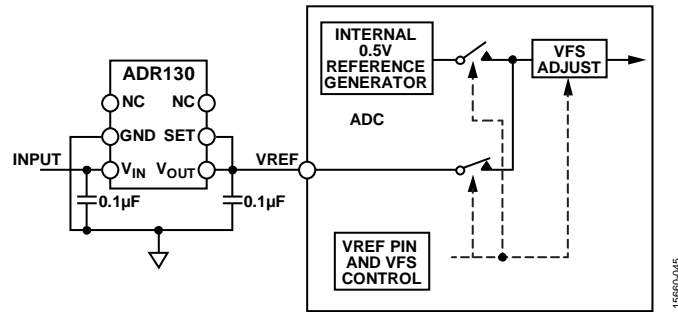 INTERNAL
0.5V
REFERENCE
GENERATOR
VFS
ADJUST
ADR130
NC NC
ADC
GND SET
INPUT
VIN VOUT
VREF
0.1µF 0.1µF
VREF PIN
AND VFS
CONTROL
15660-045